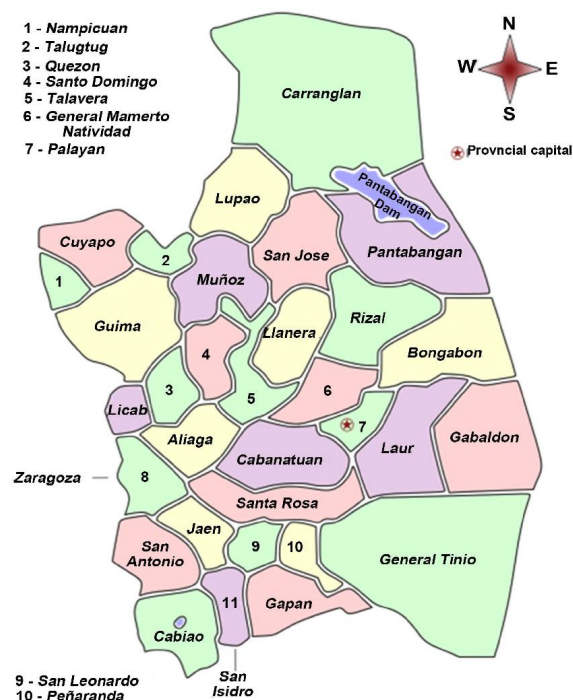 1 - Nampicuan
2 - Talugtug
3 - Quezon
4 - Santo Domingo
5 - Talavera
6 - General Mamerto
Natividad
7 - Palayan
N
W
E
S
Provncial capital
Carranglan
Pantabangan
Dam
Lupao
Cuyapo
2
San Jose
Pantabangan
Muñoz
1
Guima
Llanera
Rizal
4
Bongabon
3
5
6
Licab
7
Aliaga
Laur
Gabaldon
Cabanatuan
Zaragoza
8
Santa Rosa
Jaen
San
Antonio
9
10
General Tinio
11
Gapan
Cabiao
San
Isidro
9 - San Leonardo
10 - Peñaranda